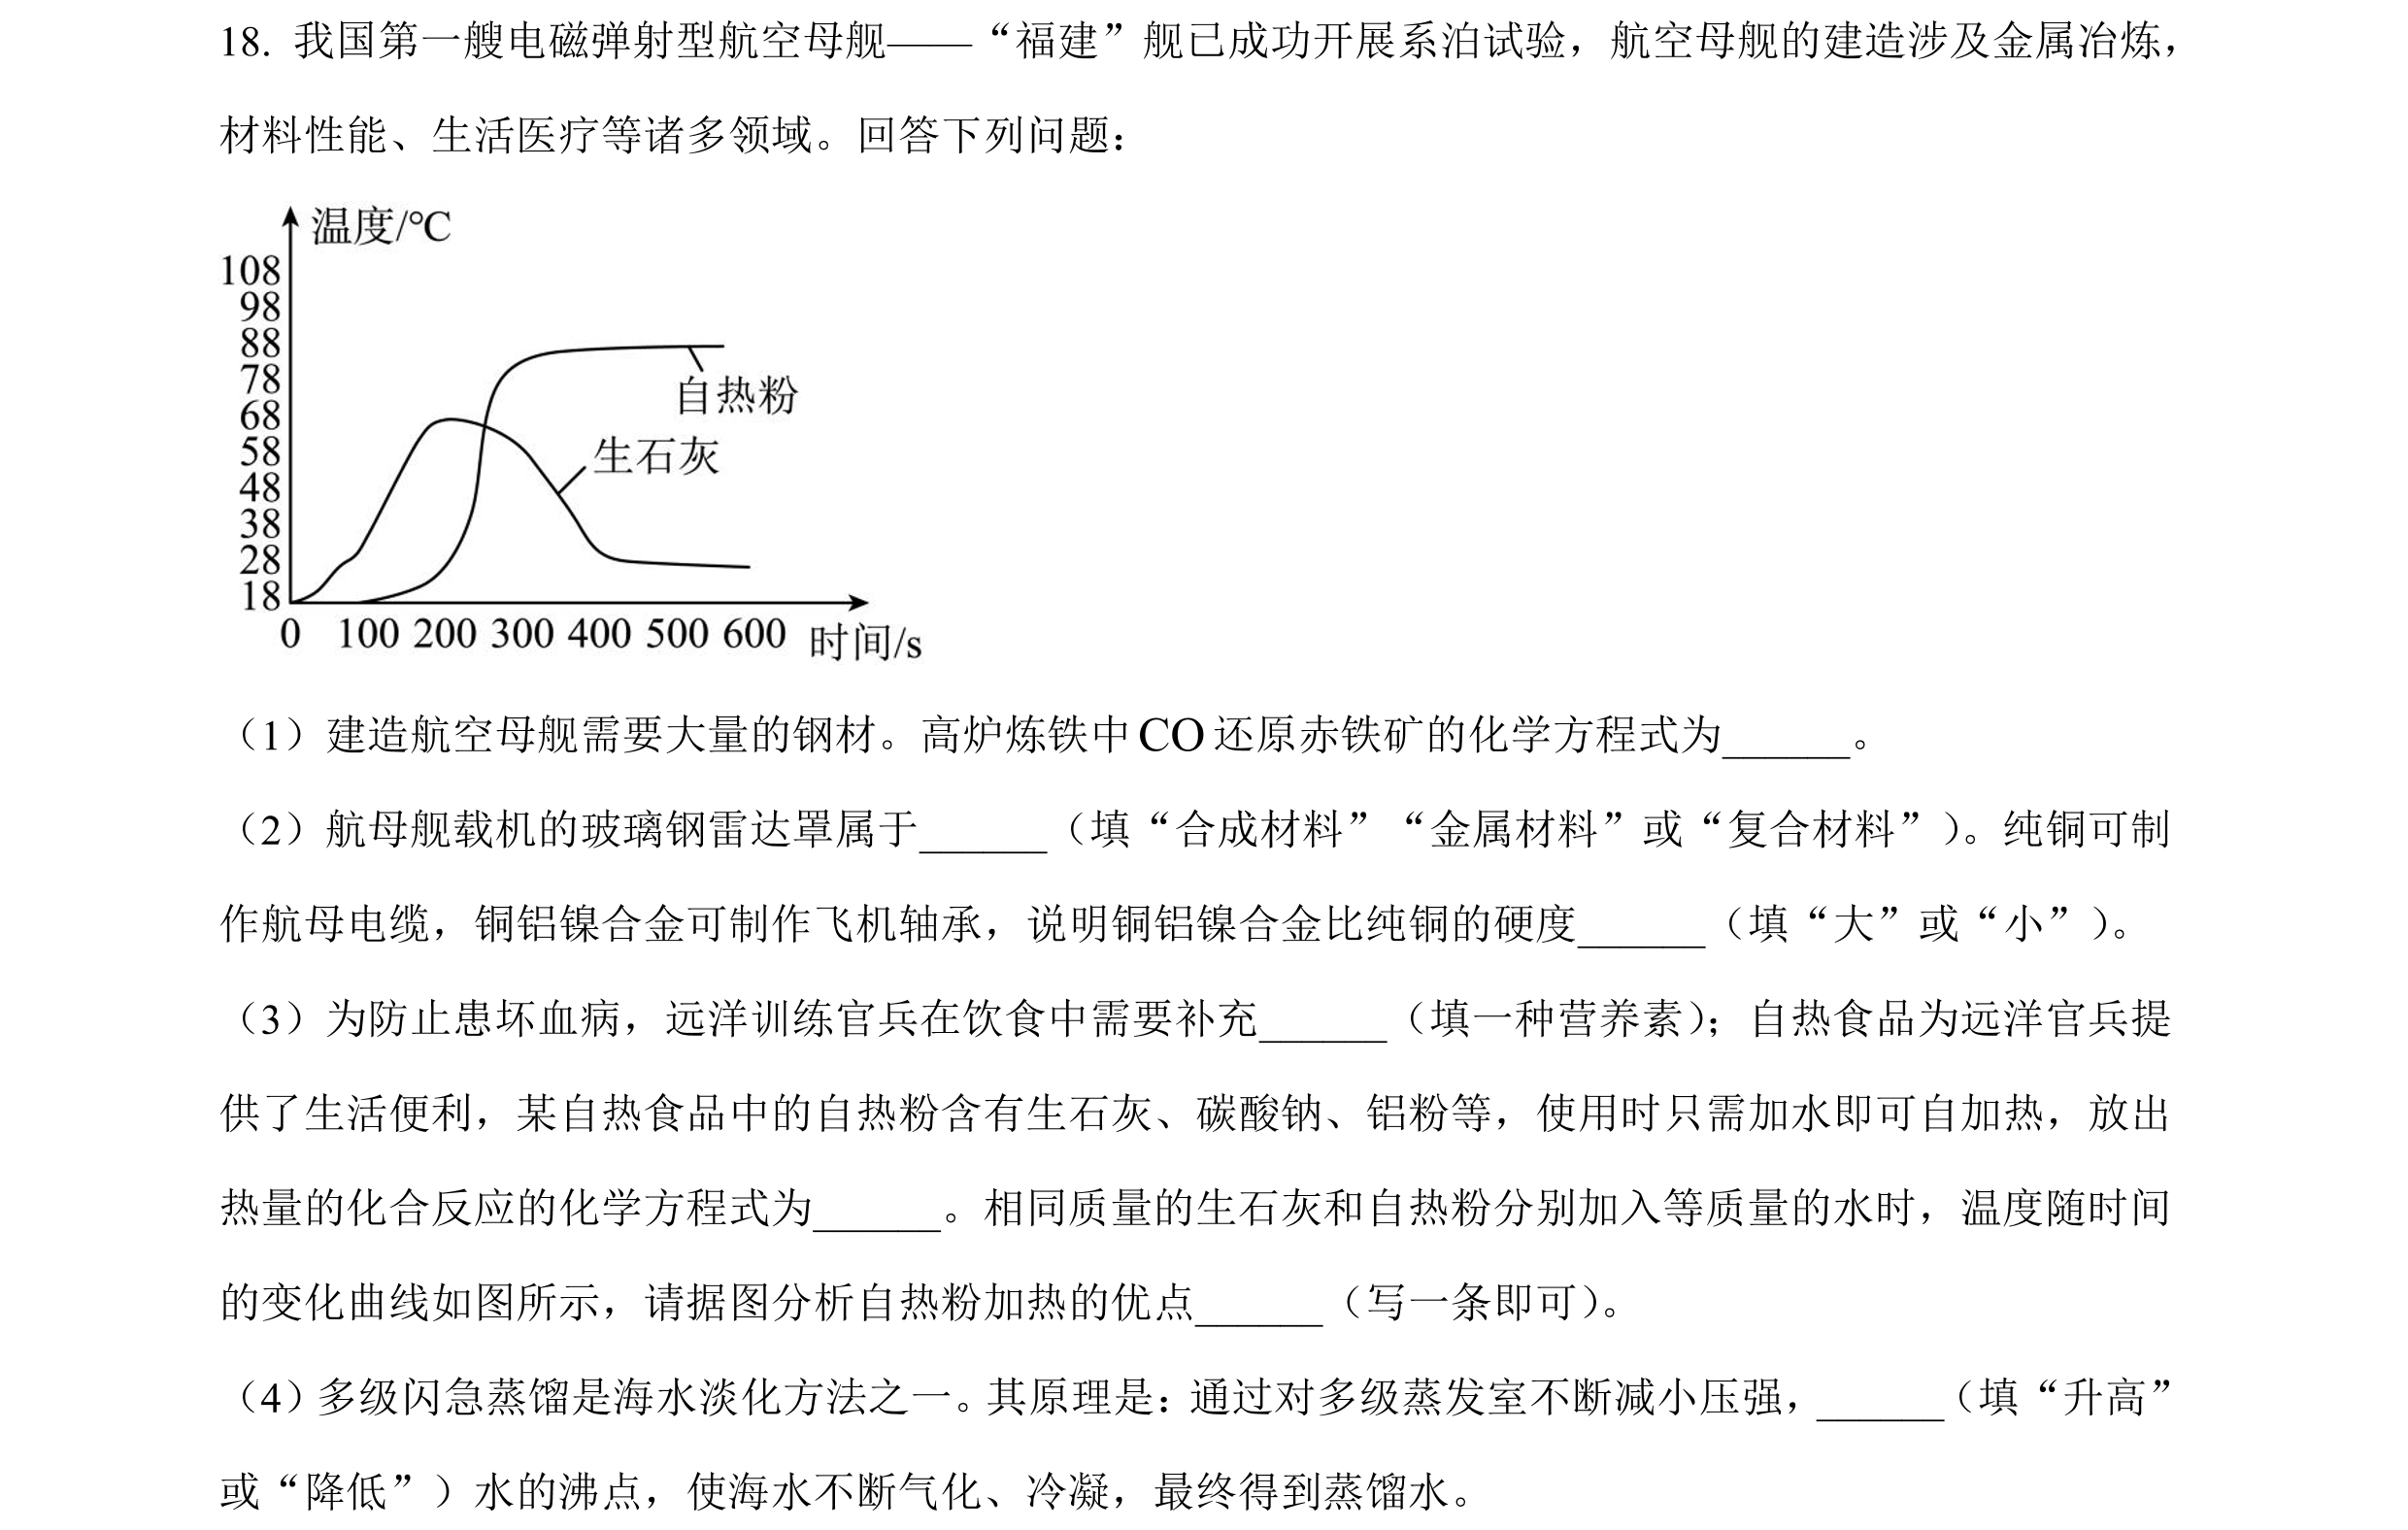 18. 我国第一艘电磁弹射型航空母舰——“福建”舰已成功开展系泊试验，航空母舰的建造涉及金属冶炼，
材料性能、生活医疗等诸多领域。回答下列问题：
温度/℃
108
98
88
78
68
58
48
38
28
18
自热粉
生石灰
0 100 200 300 400 500 600 时间/s
（1）建造航空母舰需要大量的钢材。高炉炼铁中CO还原赤铁矿的化学方程式为______。
（2）航母舰载机的玻璃钢雷达罩属于______（填“合成材料”“金属材料”或“复合材料”）。纯铜可制
作航母电缆，铜铝镍合金可制作飞机轴承，说明铜铝镍合金比纯铜的硬度______（填“大”或“小”）。
（3）为防止患坏血病，远洋训练官兵在饮食中需要补充______（填一种营养素）；自热食品为远洋官兵提
供了生活便利，某自热食品中的自热粉含有生石灰、碳酸钠、铝粉等，使用时只需加水即可自加热，放出
热量的化合反应的化学方程式为______。相同质量的生石灰和自热粉分别加入等质量的水时，温度随时间
的变化曲线如图所示，请据图分析自热粉加热的优点______（写一条即可）。
（4）多级闪急蒸馏是海水淡化方法之一。其原理是：通过对多级蒸发室不断减小压强，______（填“升高”
或“降低”）水的沸点，使海水不断气化、冷凝，最终得到蒸馏水。